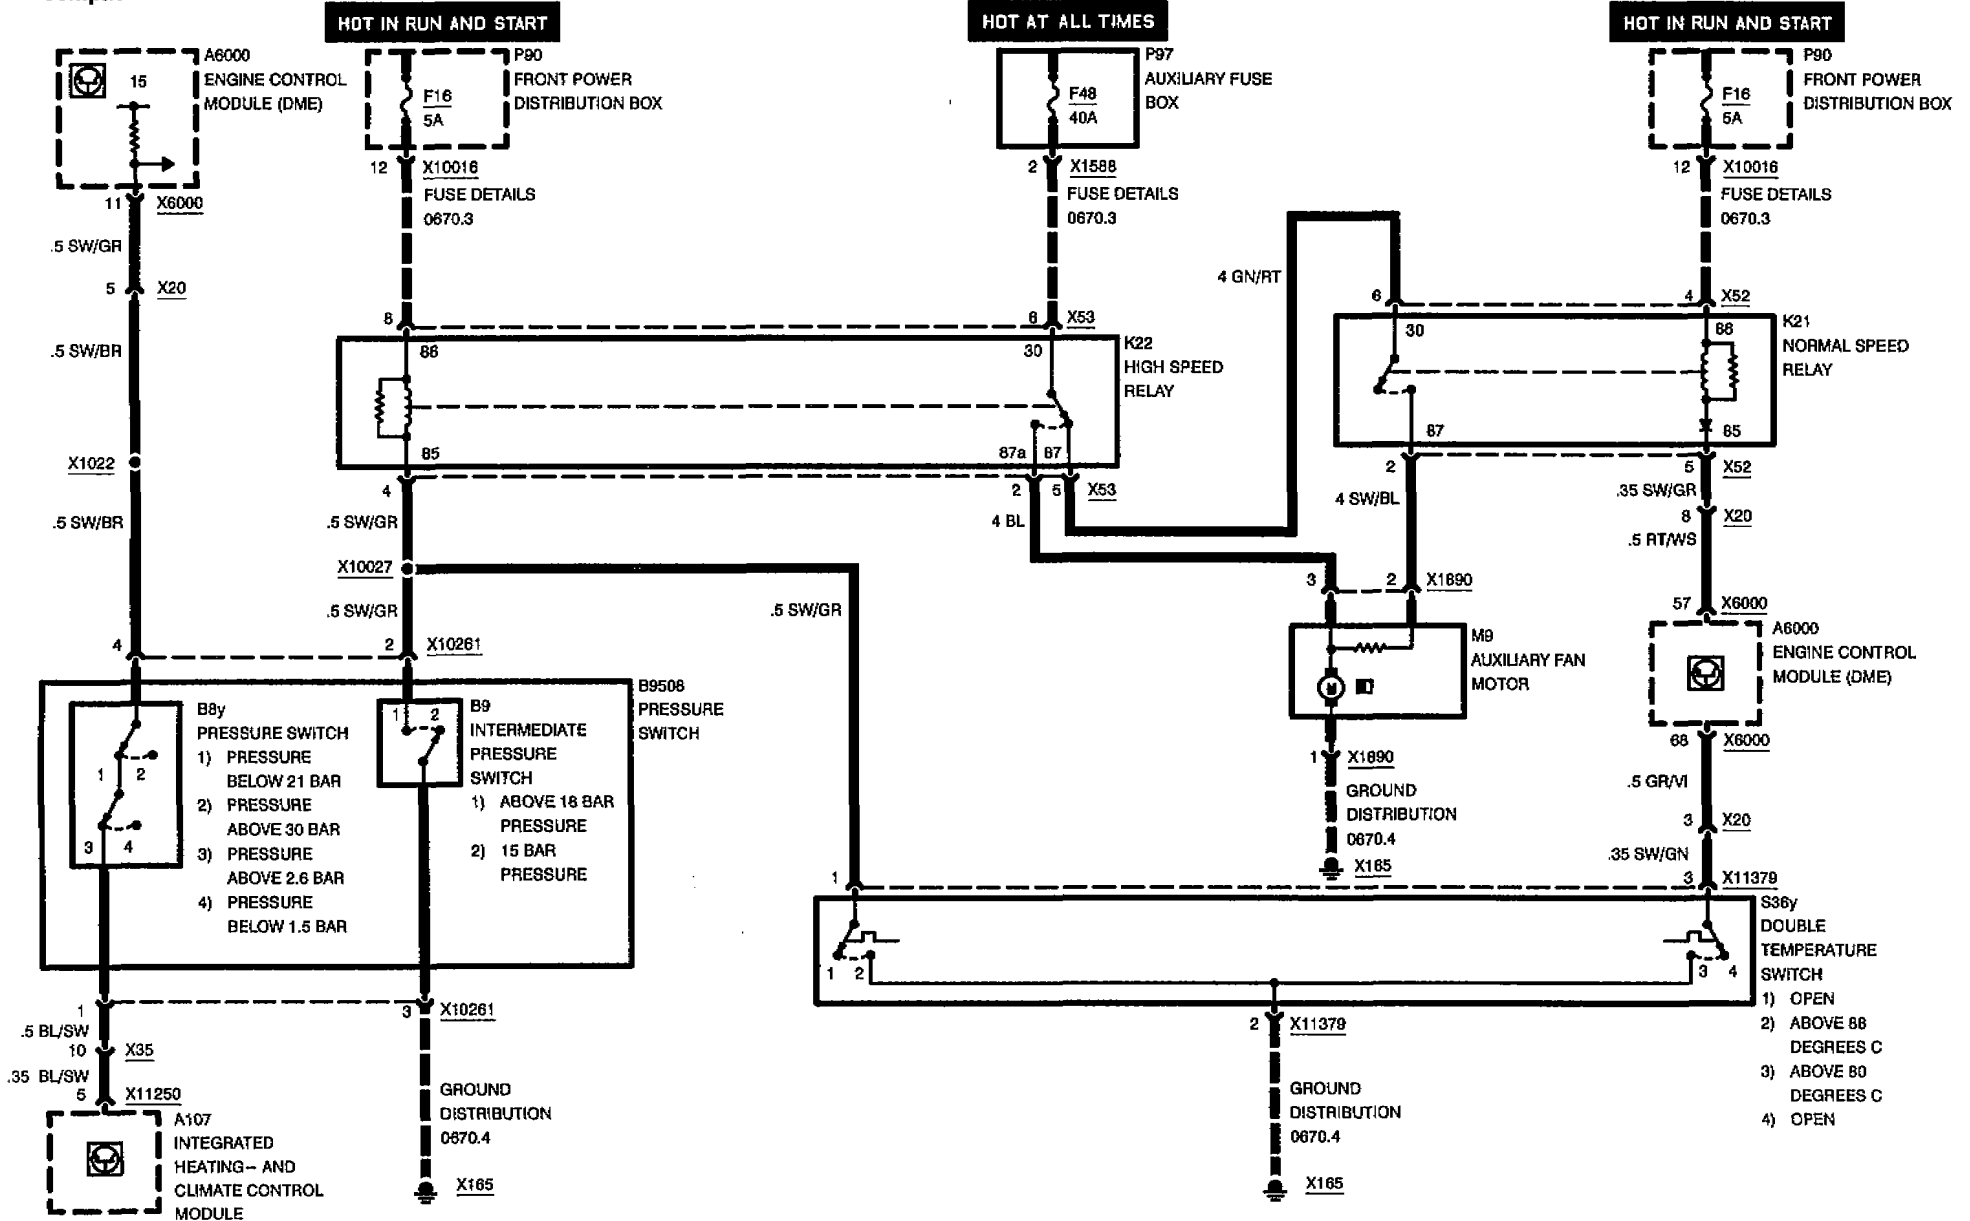 HOT IN RUN AND START
HOT AT ALL TIMES
HOT IN RUN AND START
15
A6000
ENGINE CONTROL
MODULE (DME)
F16
5A
P90
FRONT POWER
DISTRIBUTION BOX
F48
40A
P97
AUXILIARY FUSE
BOX
F16
5A
P90
FRONT POWER
DISTRIBUTION BOX
11 X6000
12 X10016
FUSE DETAILS
0670.3
2 X1588
FUSE DETAILS
0670.3
12 X10016
FUSE DETAILS
0670.3
.5 SW/GR
5 X20
.5 SW/BR
X1022
.5 SW/BR
4 GN/RT
8
6 X53
86
30
K22
HIGH SPEED
RELAY
85
87a 87
4
2 5 X53
6
4 X52
30
86
K21
NORMAL SPEED
RELAY
87
85
2
5 X52
.5 SW/GR
4 BL
4 SW/BL
.35 SW/GR
8 X20
.5 RT/WS
X10027
.5 SW/GR
.5 SW/GR
3 2 X1890
57 X6000
4
2 X10261
M9
AUXILIARY FAN
MOTOR
M
A6000
ENGINE CONTROL
MODULE (DME)
B9508
PRESSURE
SWITCH
B8y
PRESSURE SWITCH
1) PRESSURE
BELOW 21 BAR
2) PRESSURE
ABOVE 30 BAR
3) PRESSURE
ABOVE 2.6 BAR
4) PRESSURE
BELOW 1.5 BAR
1 2
3 4
1 2
B9
INTERMEDIATE
PRESSURE
SWITCH
1) ABOVE 18 BAR
PRESSURE
2) 15 BAR
PRESSURE
1 X1890
GROUND
DISTRIBUTION
0670.4
X165
68 X6000
.5 GR/VI
3 X20
.35 SW/GN
1
3 X11379
S36y
DOUBLE
TEMPERATURE
SWITCH
1) OPEN
2) ABOVE 88
DEGREES C
3) ABOVE 80
DEGREES C
4) OPEN
1 2
3 4
1
3 X10261
2 X11379
.5 BL/SW
10 X35
.35 BL/SW
5 X11250
A107
INTEGRATED
HEATING– AND
CLIMATE CONTROL
MODULE
GROUND
DISTRIBUTION
0670.4
X165
GROUND
DISTRIBUTION
0670.4
X165